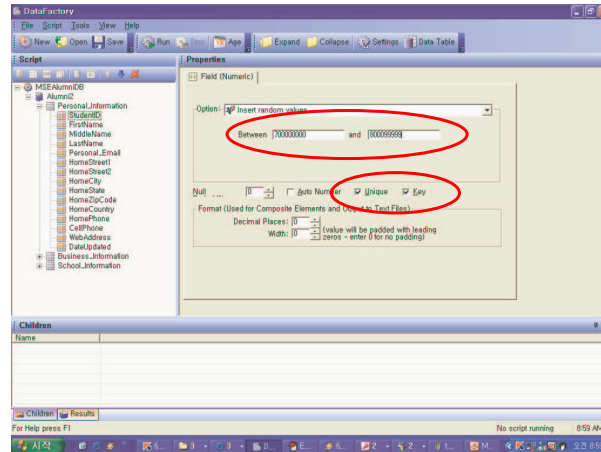 DataFactory
File Script Tools View Help
New Open Save Run Stop Age Expand Collapse Settings Data Table
Script
MSEAlumniDB
Alumni2
Personal_Information
StudentID
FirstName
MiddleName
LastName
Personal_Email
HomeStreet1
HomeStreet2
HomeCity
HomeState
HomeZipCode
HomeCountry
HomePhone
CellPhone
WebAddress
DateUpdated
Business_Information
School_Information
Properties
Field (Numeric)
Option: Insert random values
Between 700000000 and 800099999
Null 0 Auto Number Unique Key
Format (Used for Composite Elements and Output to Text Files)
Decimal Places: 0
Width: 0 (value will be padded with leading
zeros - enter 0 for no padding)
Children
Name
Children Results
For Help press F1 No script running 8:59 AM
시작